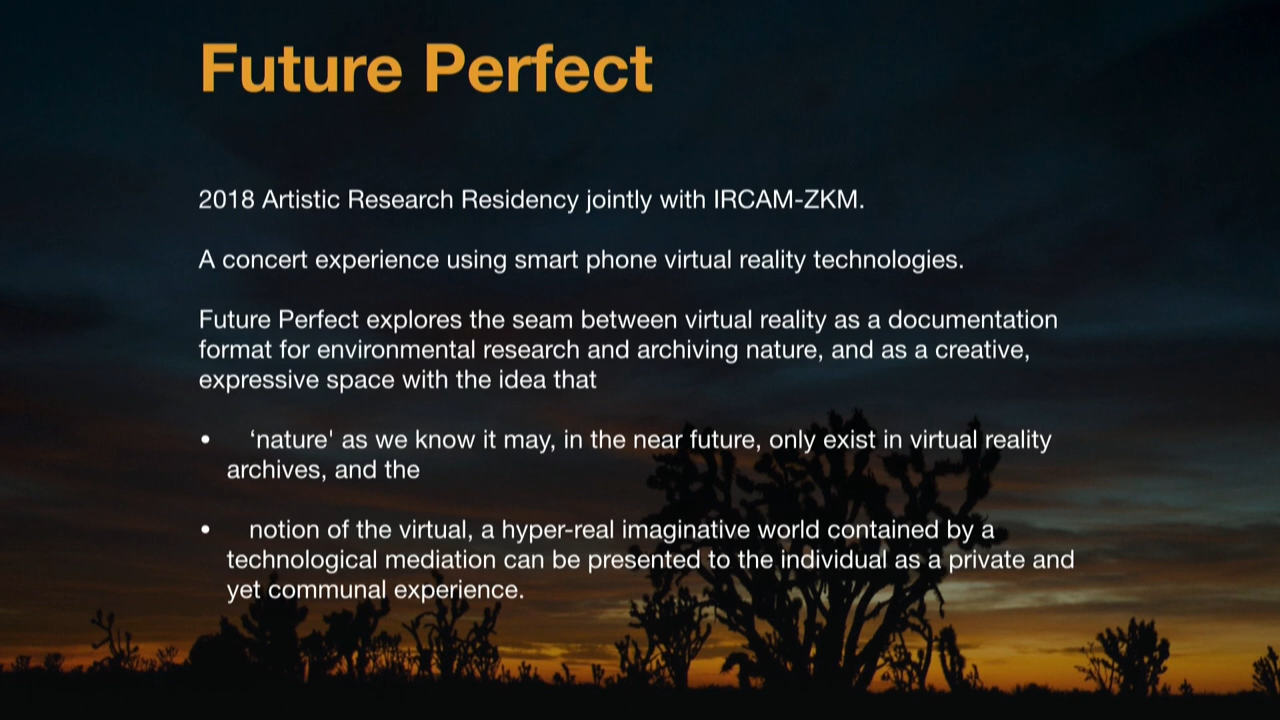 Future Perfect
2018 Artistic Research Residency jointly with IRCAM-ZKM.
A concert experience using smart phone virtual reality technologies.
Future Perfect explores the seam between virtual reality as a documentation
format for environmental research and archiving nature, and as a creative,
expressive space with the idea that
• ‘nature' as we know it may, in the near future, only exist in virtual reality
archives, and the
• notion of the virtual, a hyper-real imaginative world contained by a
technological mediation can be presented to the individual as a private and
yet communal experience.